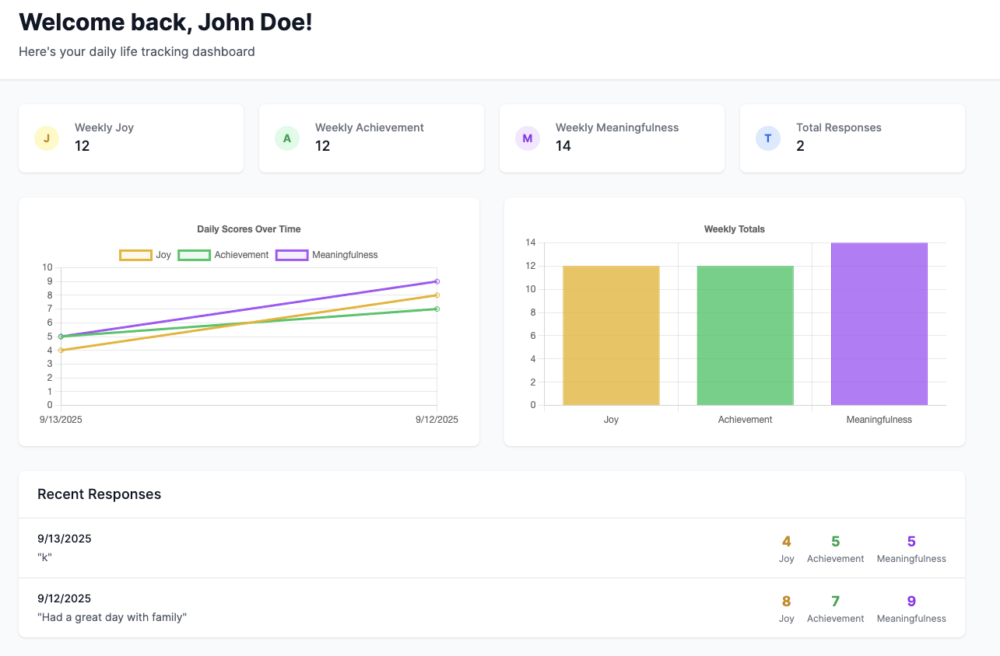 Welcome back, John Doe!
Here's your daily life tracking dashboard
J
Weekly Joy
12
A
Weekly Achievement
12
M
Weekly Meaningfulness
14
T
Total Responses
2
Daily Scores Over Time
Joy Achievement Meaningfulness
10
9
8
7
6
5
4
3
2
1
0
9/13/2025 9/12/2025
Weekly Totals
14
12
10
8
6
4
2
0
Joy Achievement Meaningfulness
Recent Responses
9/13/2025
"k"
4 5 5
Joy Achievement Meaningfulness
9/12/2025
"Had a great day with family"
8 7 9
Joy Achievement Meaningfulness